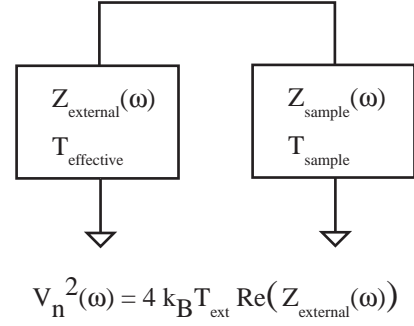 Z_external(ω)
T_effective
Z_sample(ω)
T_sample
V_n^2(ω) = 4 k_B T_ext Re(Z_external(ω))